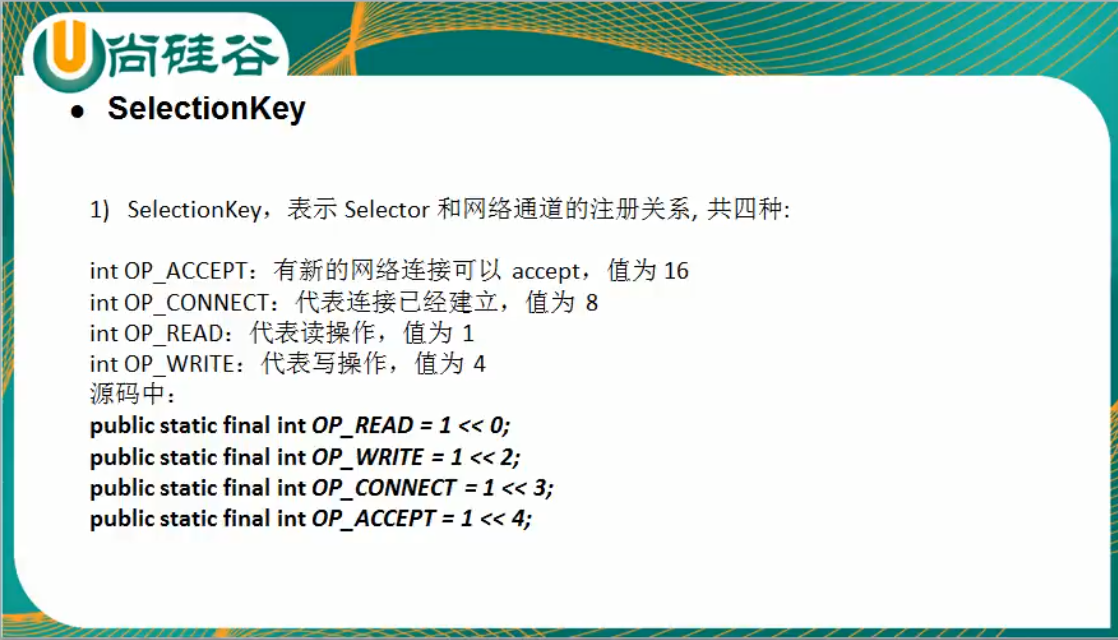 尚硅谷
● SelectionKey
1) SelectionKey，表示 Selector 和网络通道的注册关系, 共四种:
int OP_ACCEPT：有新的网络连接可以 accept，值为 16
int OP_CONNECT：代表连接已经建立，值为 8
int OP_READ：代表读操作，值为 1
int OP_WRITE：代表写操作，值为 4
源码中：
public static final int OP_READ = 1 << 0;
public static final int OP_WRITE = 1 << 2;
public static final int OP_CONNECT = 1 << 3;
public static final int OP_ACCEPT = 1 << 4;